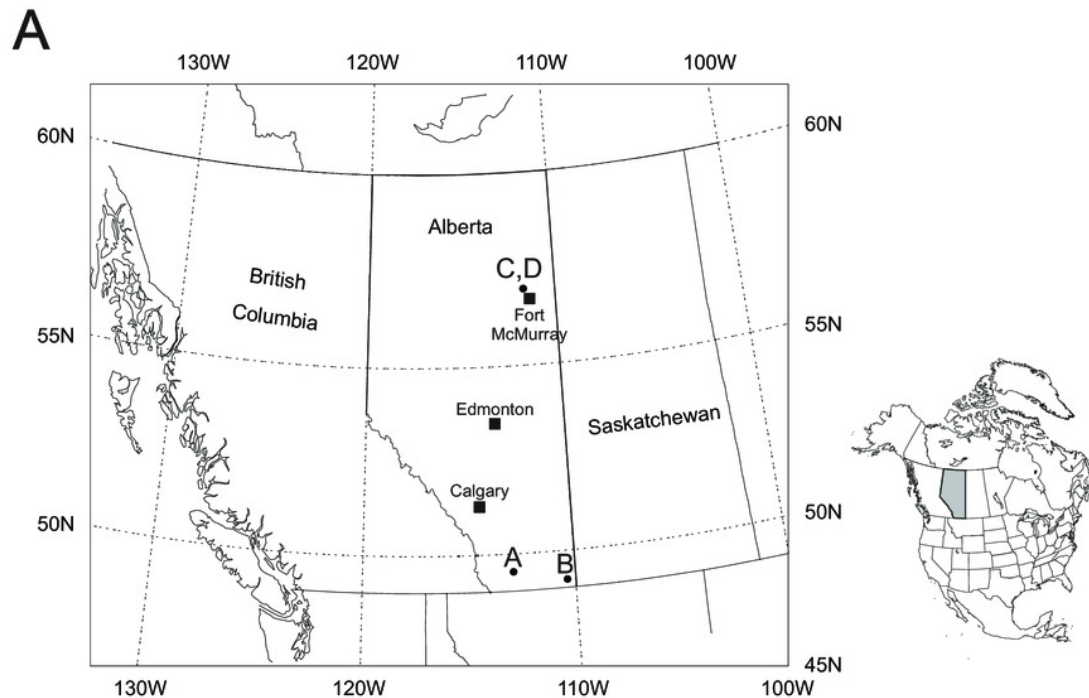 A
130W 120W 110W 100W
60N 60N
Alberta
C,D
British
Columbia
Fort
McMurray
55N 55N
Edmonton
Saskatchewan
Calgary
50N 50N
A B
45N
130W 120W 110W 100W